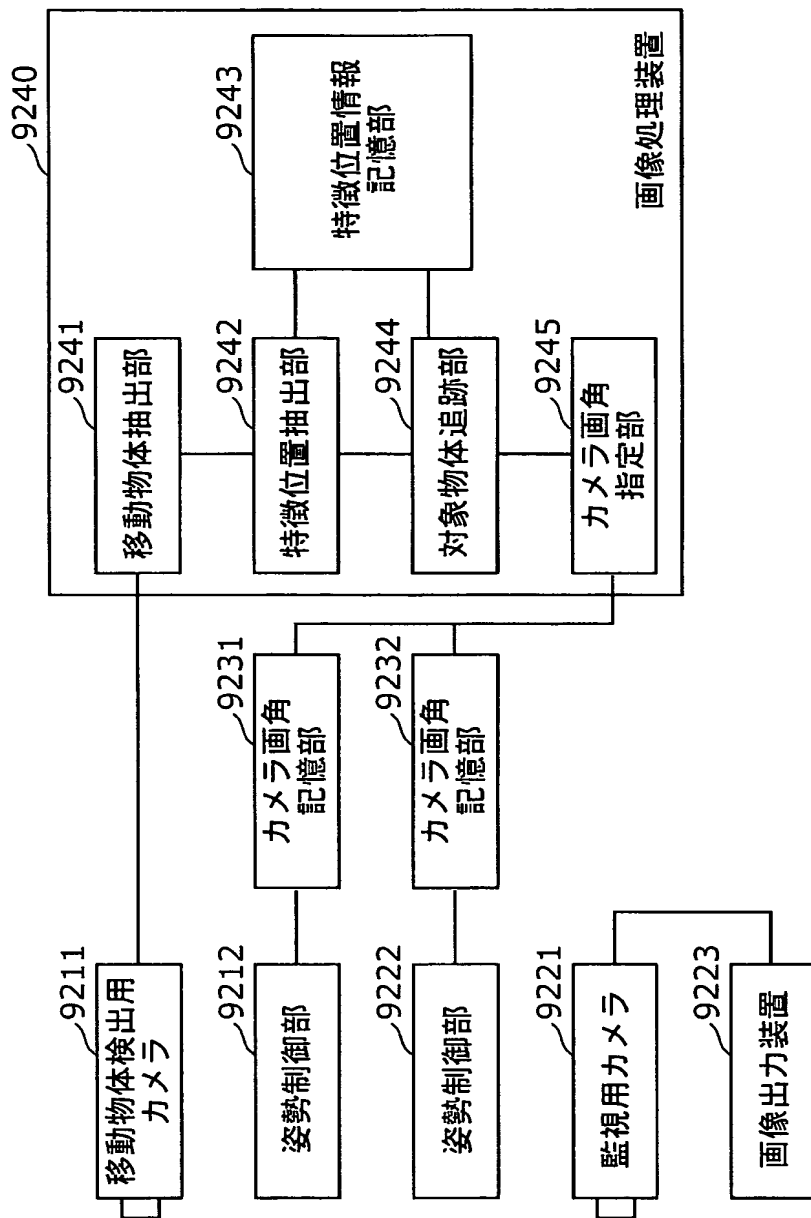 9211
移動物体検出用
カメラ
9212
姿勢制御部
9222
姿勢制御部
9221
監視用カメラ
9223
画像出力装置
9231
カメラ画角
記憶部
9232
カメラ画角
記憶部
9240
9241
移動物体抽出部
9242
特徴位置抽出部
9244
対象物体追跡部
9245
カメラ画角
指定部
9243
特徴位置情報
記憶部
画像処理装置